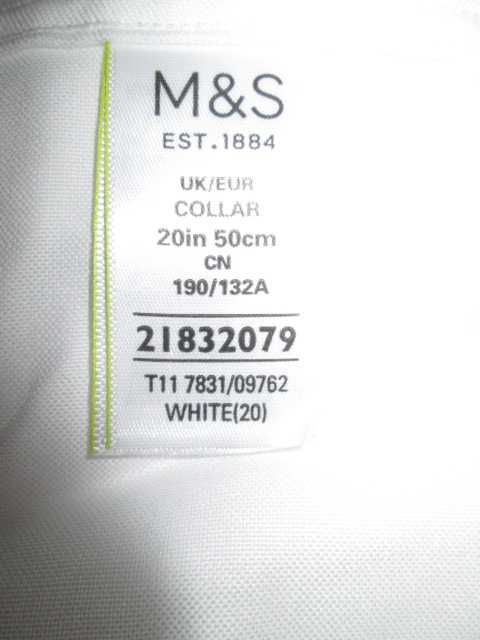 M&S
EST.1884
UK/EUR
COLLAR
20in 50cm
CN
190/132A
21832079
T11 7831/09762
WHITE(20)